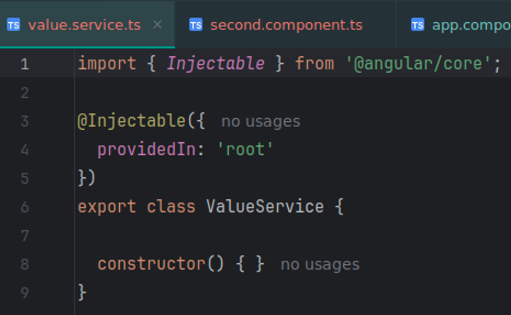 TS value.service.ts ×
TS second.component.ts
TS app.compo
1 import { Injectable } from '@angular/core';
2
3 @Injectable({ no usages
4   providedIn: 'root'
5 })
6 export class ValueService {
7
8   constructor() { } no usages
9 }